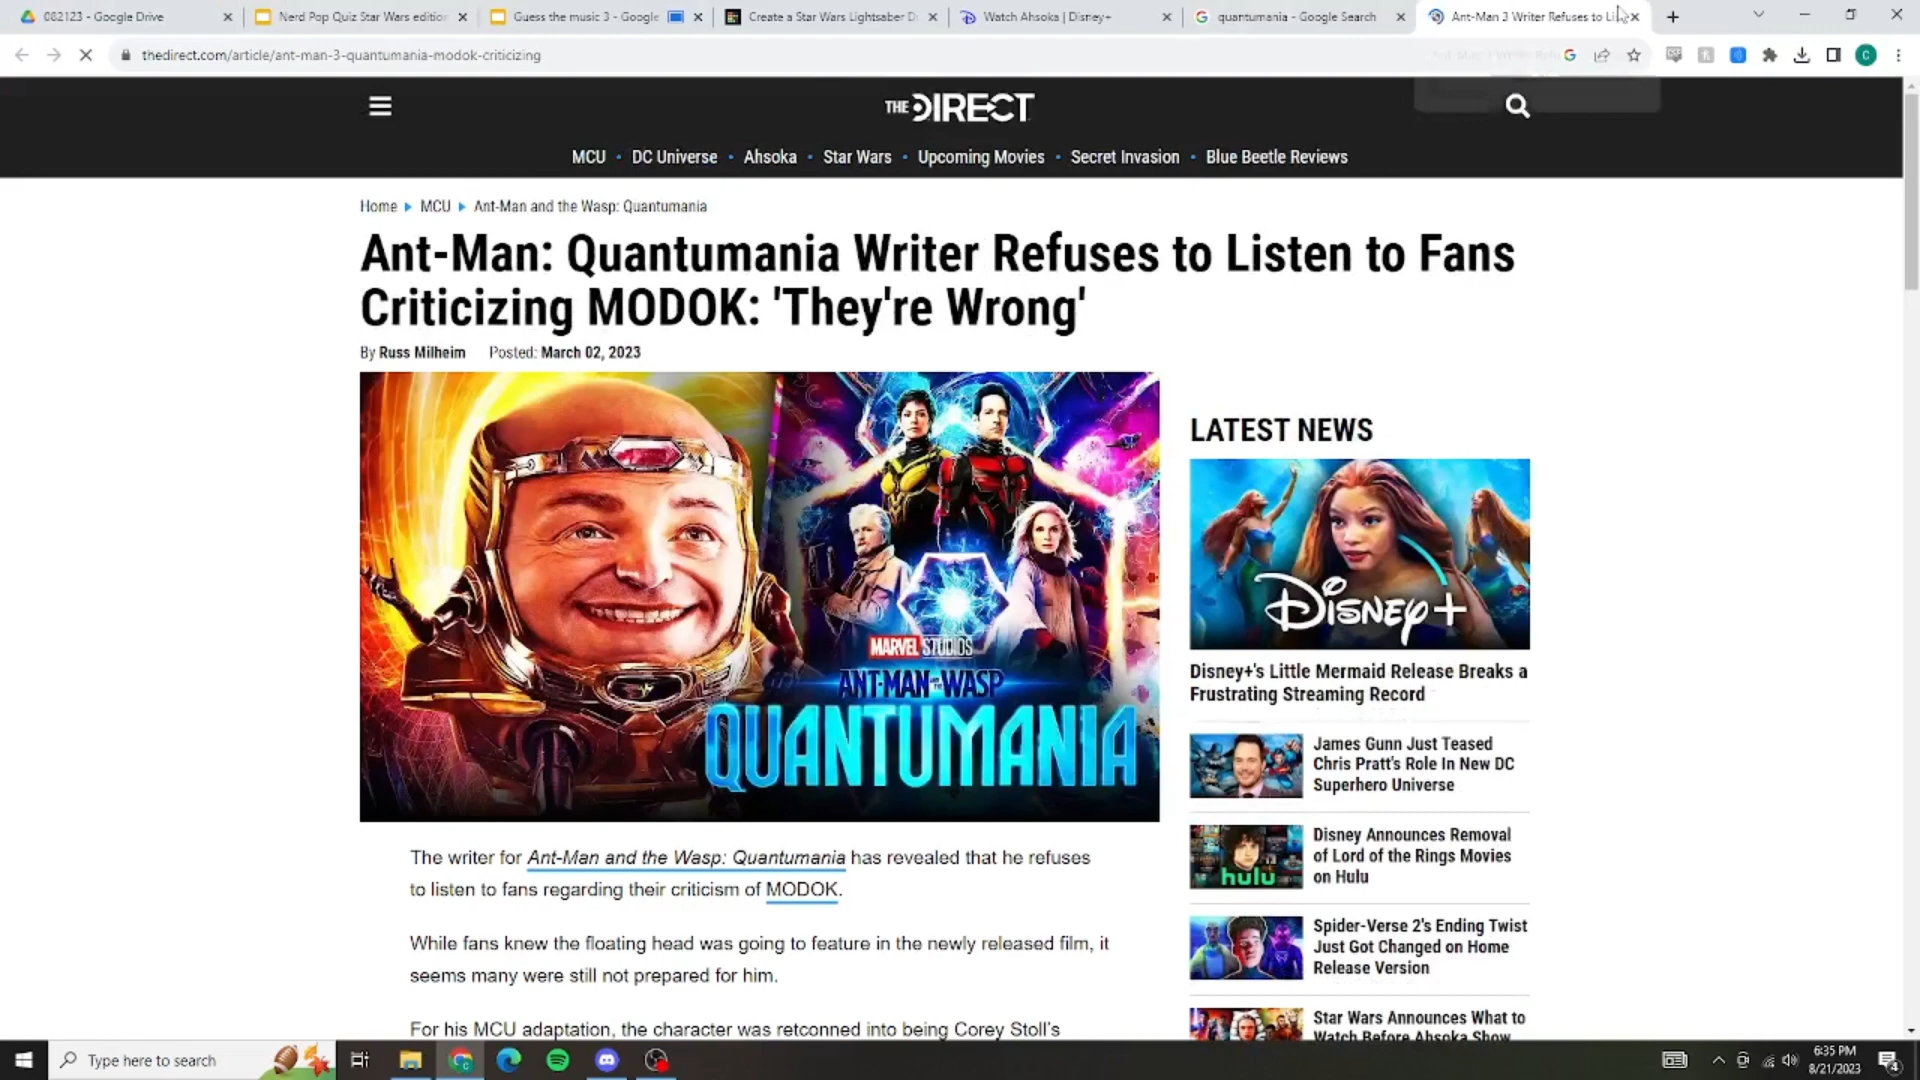 082123 - Google Drive
Nerd Pop Quiz Star Wars editio
Guess the music 3 - Google
Create a Star Wars Lightsaber D
Watch Ahsoka | Disney+
quantumania - Google Search
Ant-Man 3 Writer Refuses to Li
thedirect.com/article/ant-man-3-quantumania-modok-criticizing
THE DIRECT
MCU • DC Universe • Ahsoka • Star Wars • Upcoming Movies • Secret Invasion • Blue Beetle Reviews
Home ▸ MCU ▸ Ant-Man and the Wasp: Quantumania
Ant-Man: Quantumania Writer Refuses to Listen to Fans
Criticizing MODOK: 'They're Wrong'
By Russ Milheim Posted: March 02, 2023
MARVEL STUDIOS
ANT-MAN AND THE WASP
QUANTUMANIA
The writer for Ant-Man and the Wasp: Quantumania has revealed that he refuses
to listen to fans regarding their criticism of MODOK.
While fans knew the floating head was going to feature in the newly released film, it
seems many were still not prepared for him.
For his MCU adaptation, the character was retconned into being Corey Stoll's
LATEST NEWS
Disney+
Disney+'s Little Mermaid Release Breaks a
Frustrating Streaming Record
James Gunn Just Teased
Chris Pratt's Role In New DC
Superhero Universe
hulu
Disney Announces Removal
of Lord of the Rings Movies
on Hulu
Spider-Verse 2's Ending Twist
Just Got Changed on Home
Release Version
Star Wars Announces What to
Watch Before Ahsoka Show
Type here to search
6:35 PM
8/21/2023
4